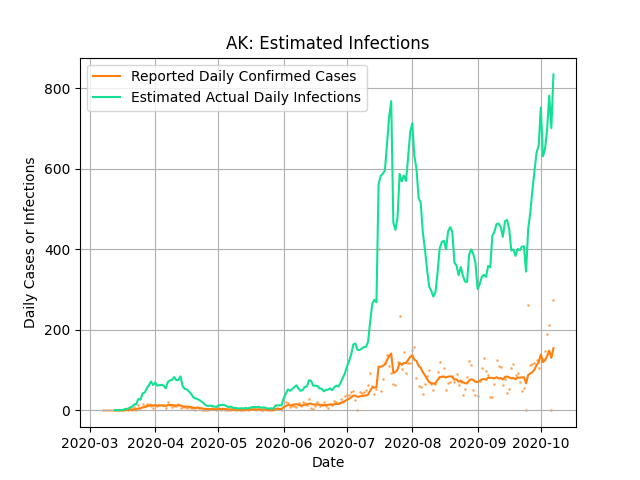 AK: Estimated Infections
Reported Daily Confirmed Cases
Estimated Actual Daily Infections
Daily Cases or Infections
800
600
400
200
0
2020-03 2020-04 2020-05 2020-06 2020-07 2020-08 2020-09 2020-10
Date